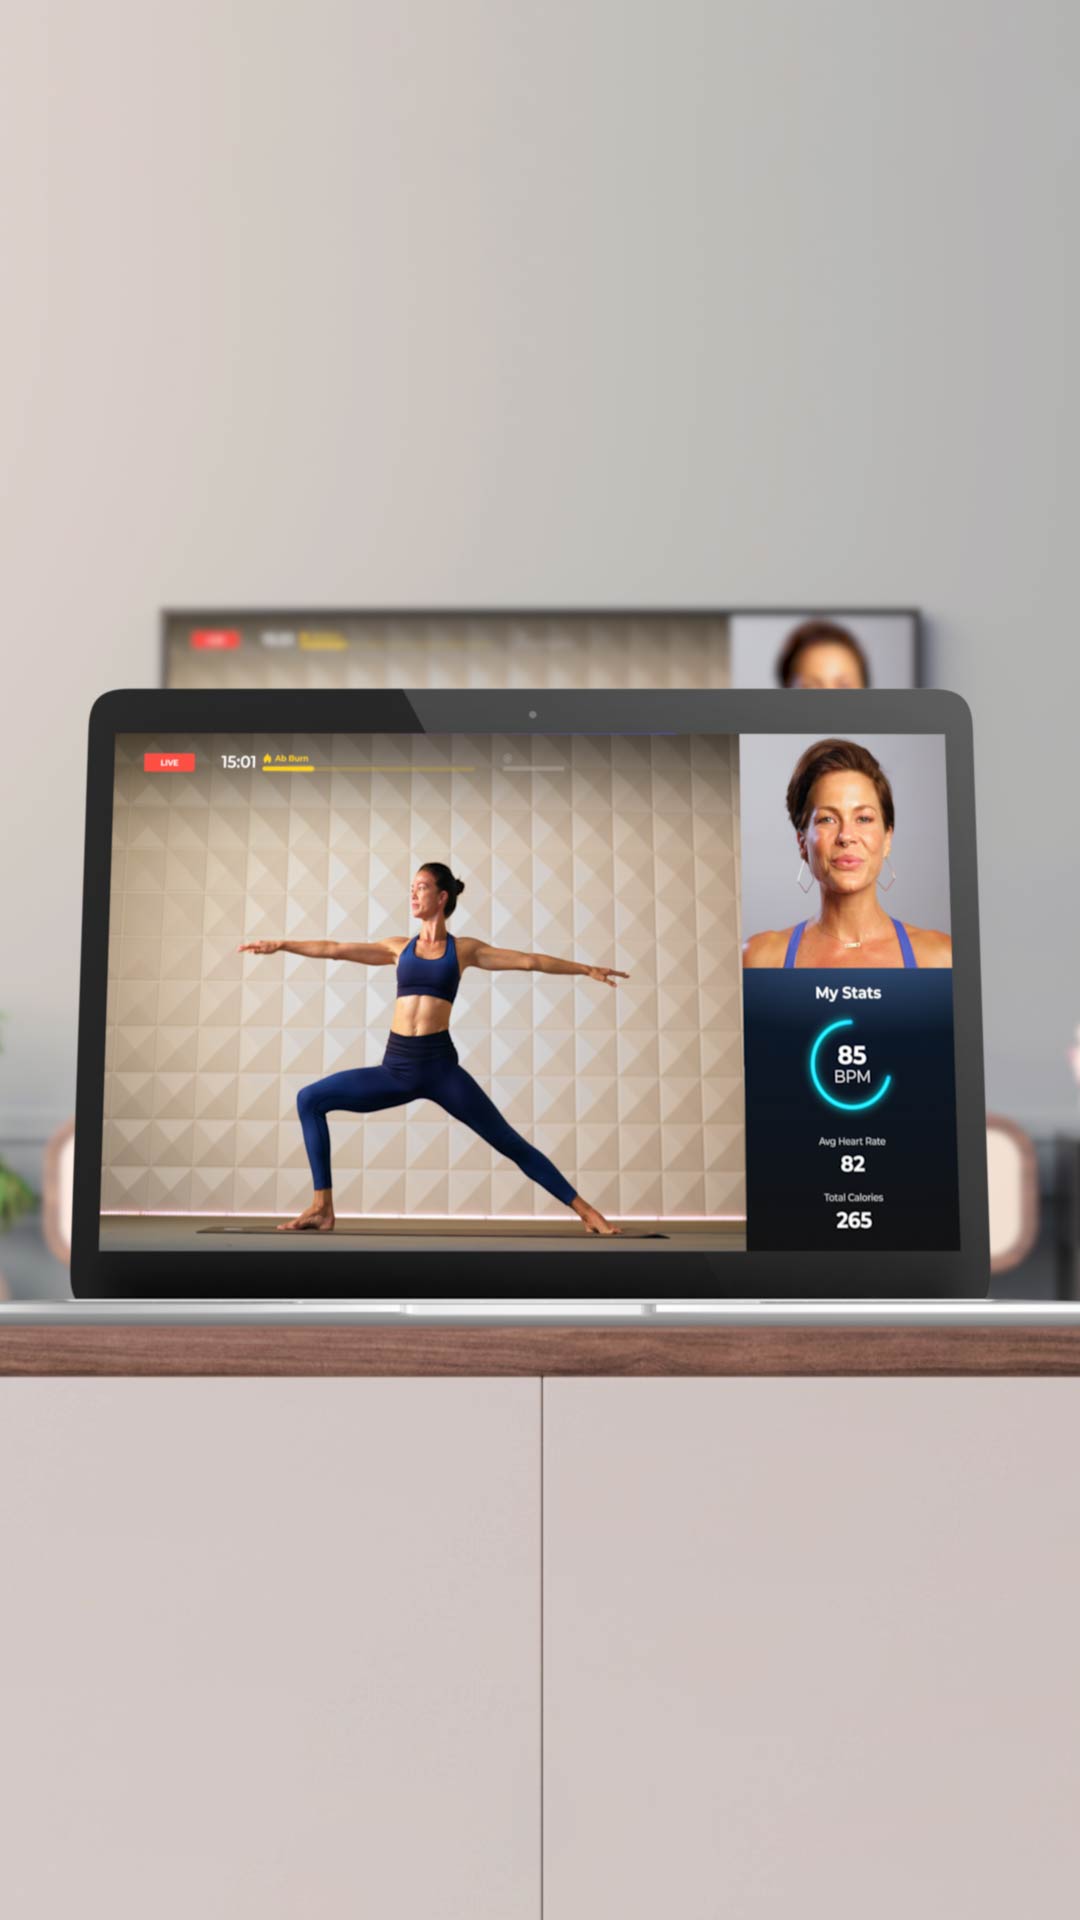 LIVE
15:01 Ab Burn
My Stats
85
BPM
Avg Heart Rate
82
Total Calories
265